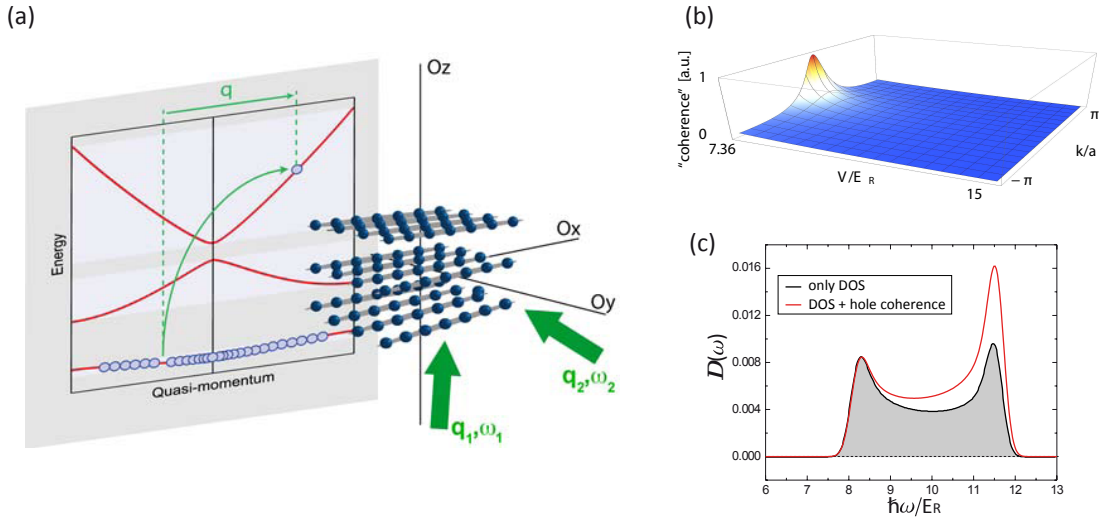 (a)
q
Energy
Quasi-momentum
Oz
Ox
Oy
q₁,ω₁
q₂,ω₂
(b)
"coherence" [a.u.]
1
0
7.36
V/E R
15
-π
k/a
π
(c)
only DOS
DOS + hole coherence
D(ω)
0.016
0.012
0.008
0.004
0.000
6 7 8 9 10 11 12 13
ħω/ER